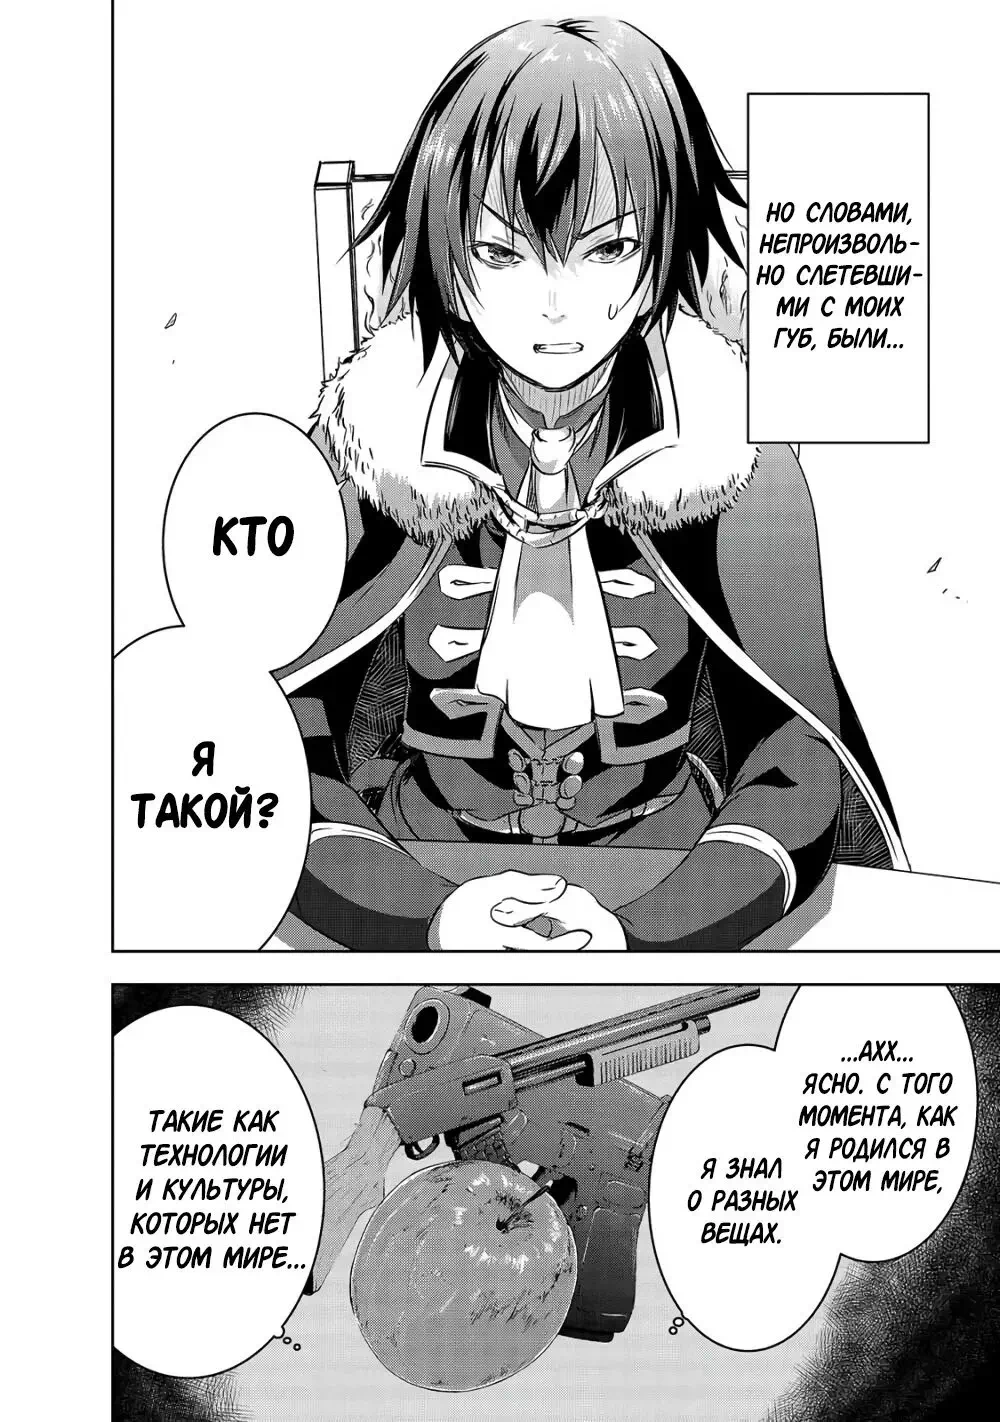 НО СЛОВАМИ,
НЕПРОИЗВОЛЬ-
НО СЛЕТЕВШИ-
МИ С МОИХ
ГУБ, БЫЛИ...
КТО
Я
ТАКОЙ?
...АХХ...
ЯСНО. С ТОГО
МОМЕНТА, КАК
Я РОДИЛСЯ В
ЭТОМ МИРЕ,
Я ЗНАЛ
О РАЗНЫХ
ВЕЩАХ.
ТАКИЕ КАК
ТЕХНОЛОГИИ
И КУЛЬТУРЫ,
КОТОРЫХ НЕТ
В ЭТОМ МИРЕ...